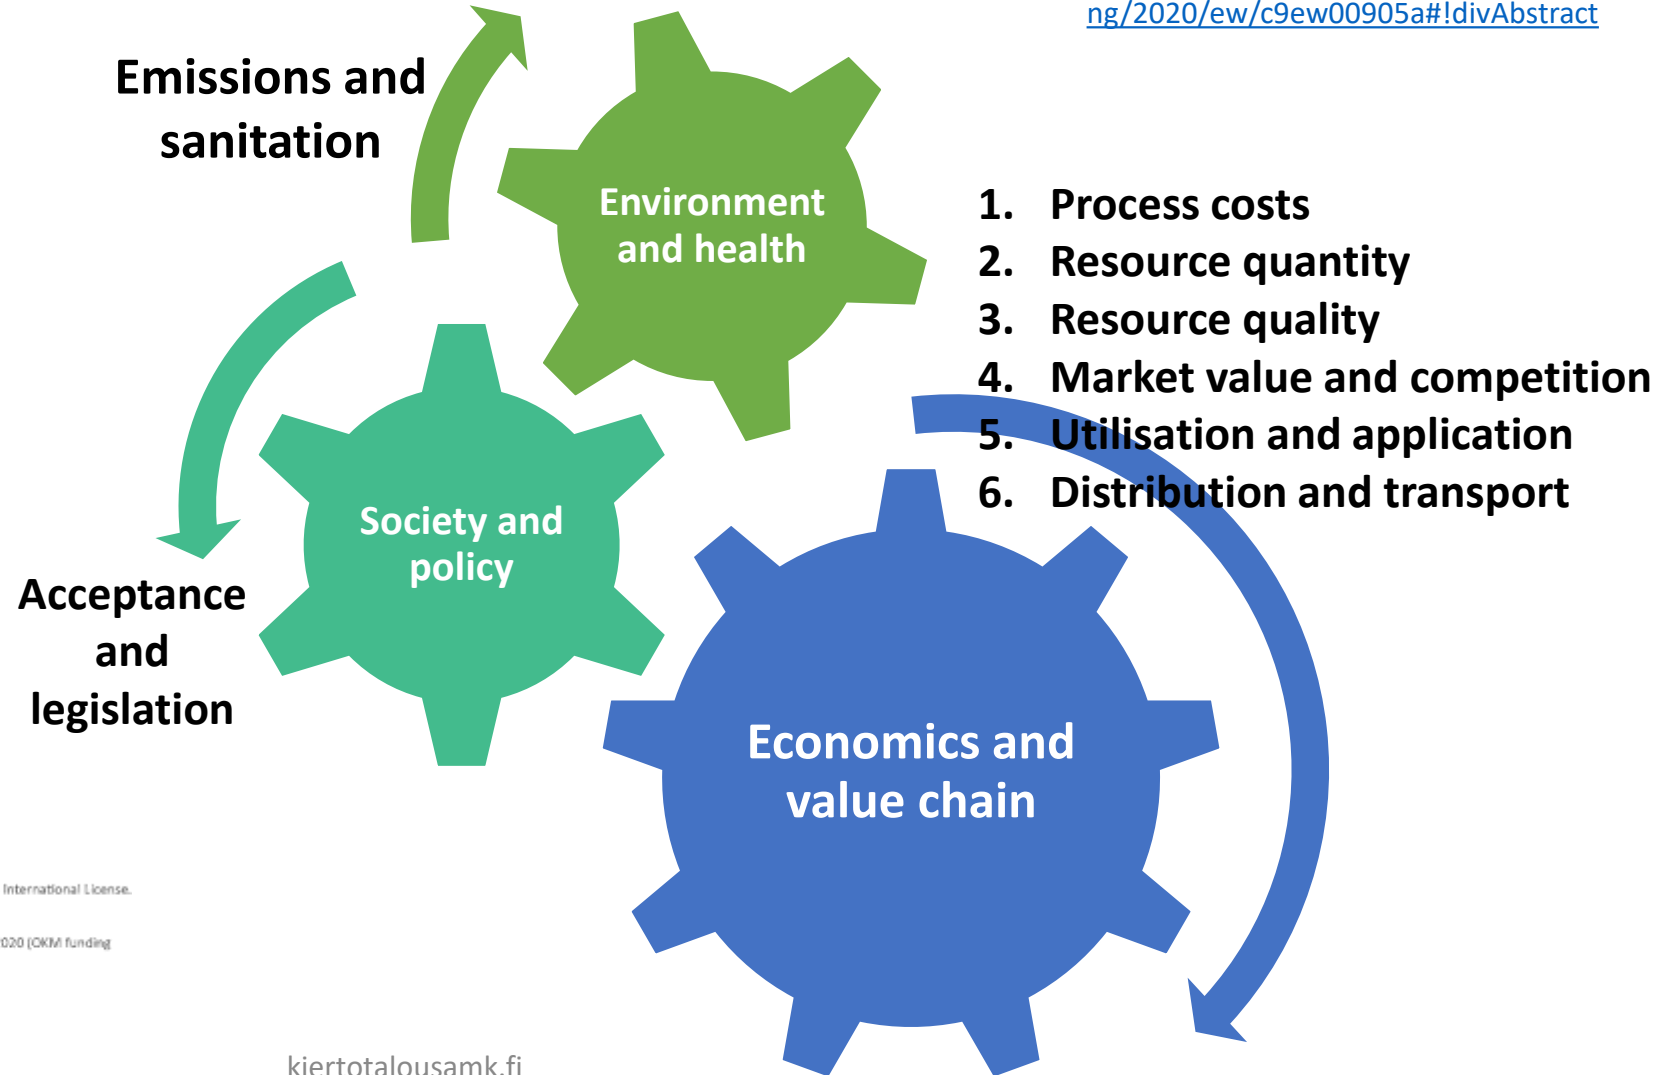 ng/2020/ew/c9ew00905a#!divAbstract
Emissions and
sanitation
Environment
and health
1. Process costs
2. Resource quantity
3. Resource quality
4. Market value and competition
5. Utilisation and application
6. Distribution and transport
Society and
policy
Acceptance
and
legislation
Economics and
value chain
International License.
020 (OKM funding
kiertotalousamk.fi